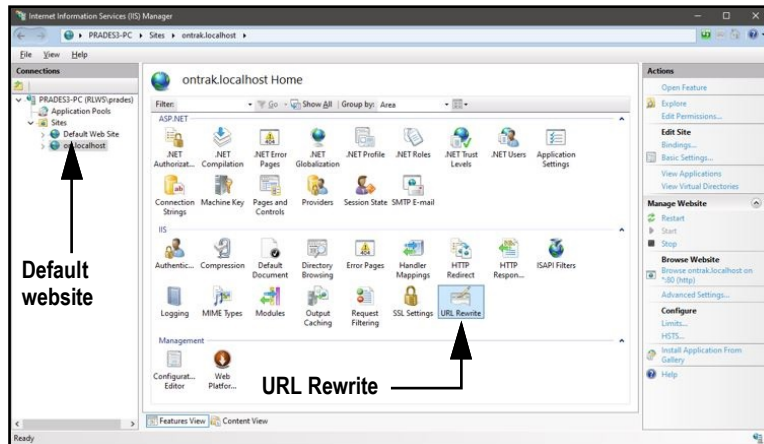 Internet Information Services (IIS) Manager
PRADES3-PC
Sites
ontrak.localhost
File View Help
Connections
PRADES3-PC (RLWS\prades)
Application Pools
Sites
Default Web Site
localhost
Default
website
ontrak.localhost Home
Filter: Go Show All Group by: Area
ASP.NET
.NET Authorizat...
.NET Compilation
.NET Error Pages
.NET Globalization
.NET Profile
.NET Roles
.NET Trust Levels
.NET Users
Application Settings
Connection Strings
Machine Key
Pages and Controls
Providers
Session State
SMTP E-mail
IIS
Authentic...
Compression
Default Document
Directory Browsing
Error Pages
Handler Mappings
HTTP Redirect
HTTP Respon...
ISAPI Filters
Logging
MIME Types
Modules
Output Caching
Request Filtering
SSL Settings
URL Rewrite
Management
Configurat... Editor
Web Platfor...
URL Rewrite
Features View Content View
Actions
Open Feature
Explore
Edit Permissions...
Edit Site
Bindings...
Basic Settings...
View Applications
View Virtual Directories
Manage Website
Restart
Start
Stop
Browse Website
Browse ontrak.localhost on
*:80 (http)
Advanced Settings...
Configure
Limits...
HSTS...
Install Application From
Gallery
Help
Ready